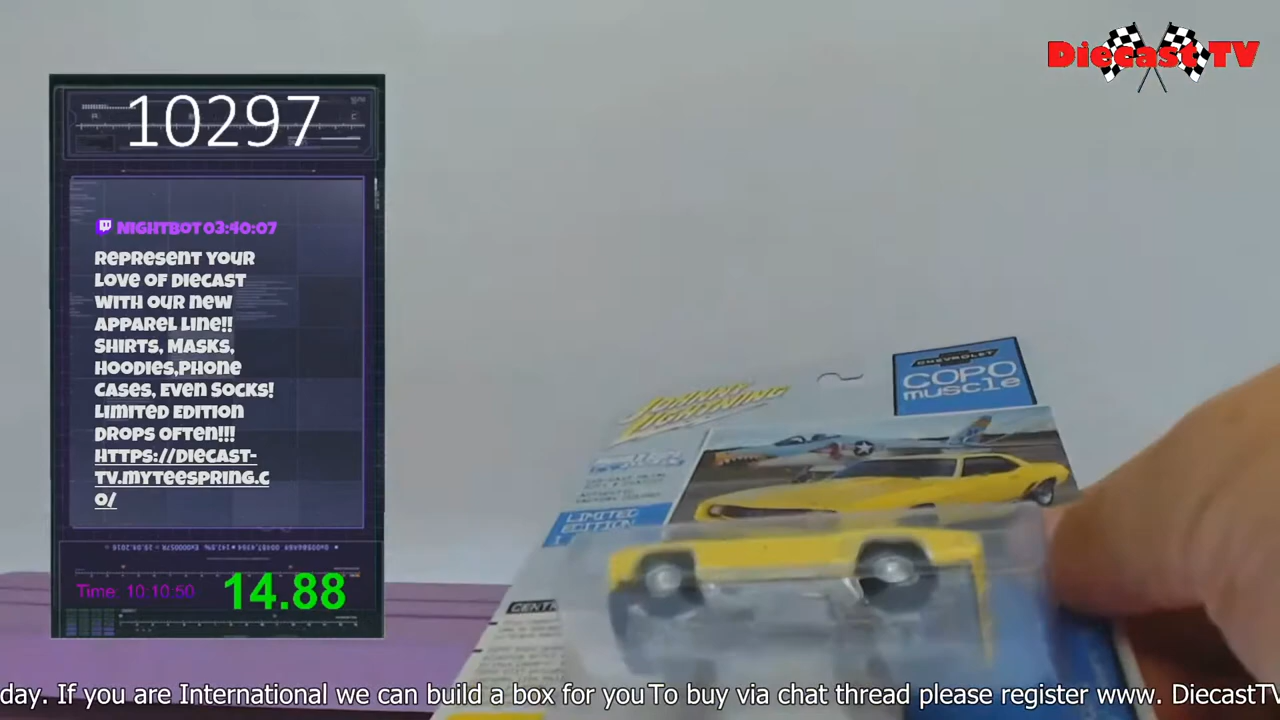 Diecast TV
10297
NIGHTBOT 03:40:07
REPRESENT YOUR
LOVE OF DIECAST
WITH OUR NEW
APPAREL LINE!!
SHIRTS, MASKS,
HOODIES,PHONE
CASES, EVEN SOCKS!
LIMITED EDITION
DROPS OFTEN!!!
HTTPS://DIECAST-
TV.MYTEESPRING.C
O/
Time: 10:10:50
14.88
CHEVROLET
COPO
muscle
JOHNNY
LIGHTNING
LIMITED
EDITION
day. If you are International we can build a box for youTo buy via chat thread please register www. DiecastTV